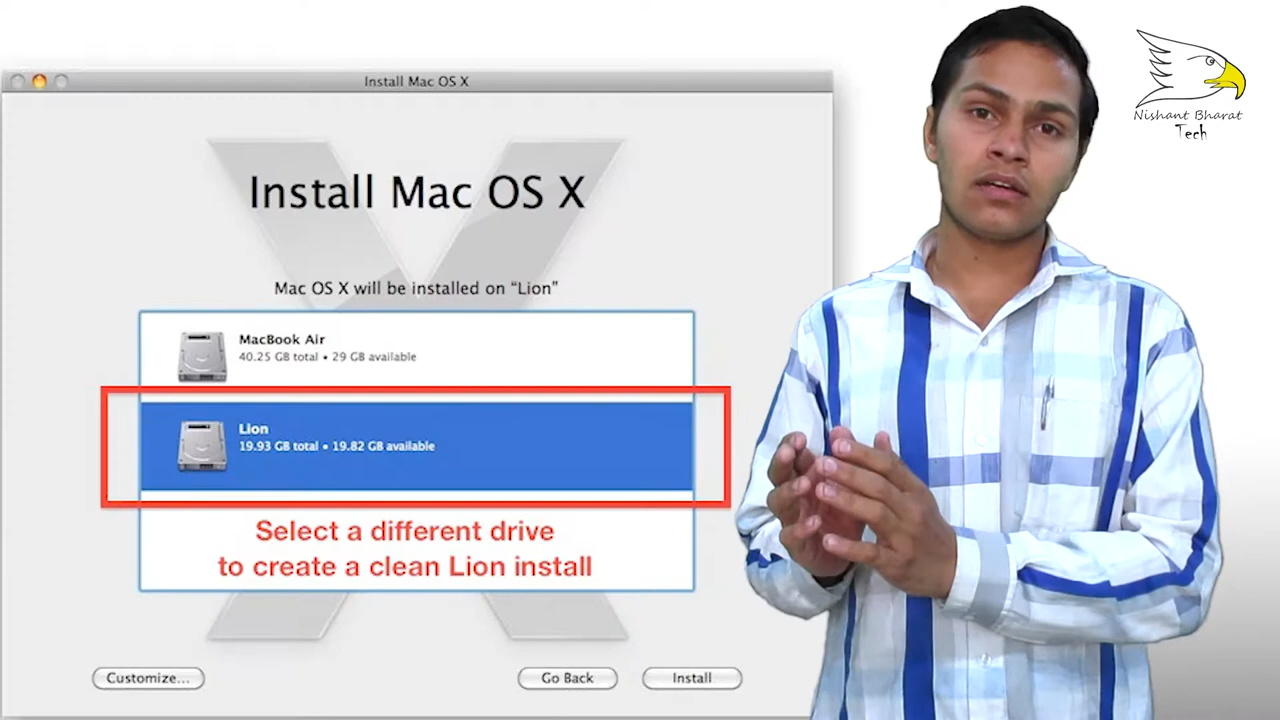 Install Mac OS X
Nishant Bharat
Tech
Install Mac OS X
Mac OS X will be installed on “Lion”
MacBook Air
40.25 GB total • 29 GB available
Lion
19.93 GB total • 19.82 GB available
Select a different drive
to create a clean Lion install
Customize...
Go Back
Install